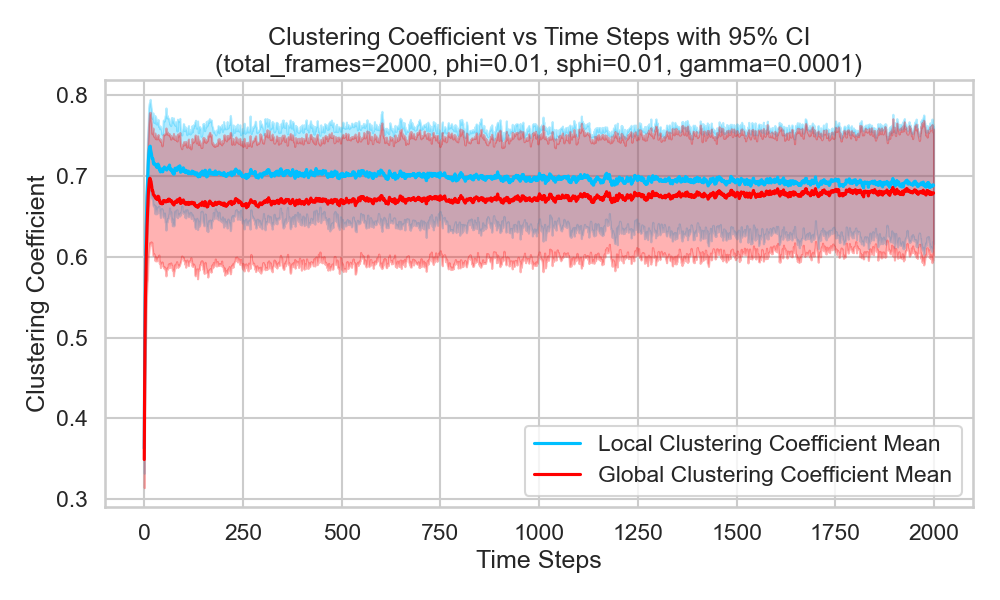 Clustering Coefficient vs Time Steps with 95% CI
(total_frames=2000, phi=0.01, sphi=0.01, gamma=0.0001)
Clustering Coefficient
0.8
0.7
0.6
0.5
0.4
0.3
Local Clustering Coefficient Mean
Global Clustering Coefficient Mean
0 250 500 750 1000 1250 1500 1750 2000
Time Steps